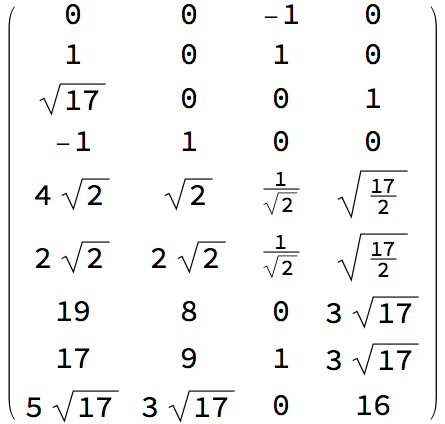 0 0 -1 0
1 0 1 0
√17 0 0 1
-1 1 0 0
4 √2 √2 1/√2 √(17/2)
2 √2 2 √2 1/√2 √(17/2)
19 8 0 3 √17
17 9 1 3 √17
5 √17 3 √17 0 16